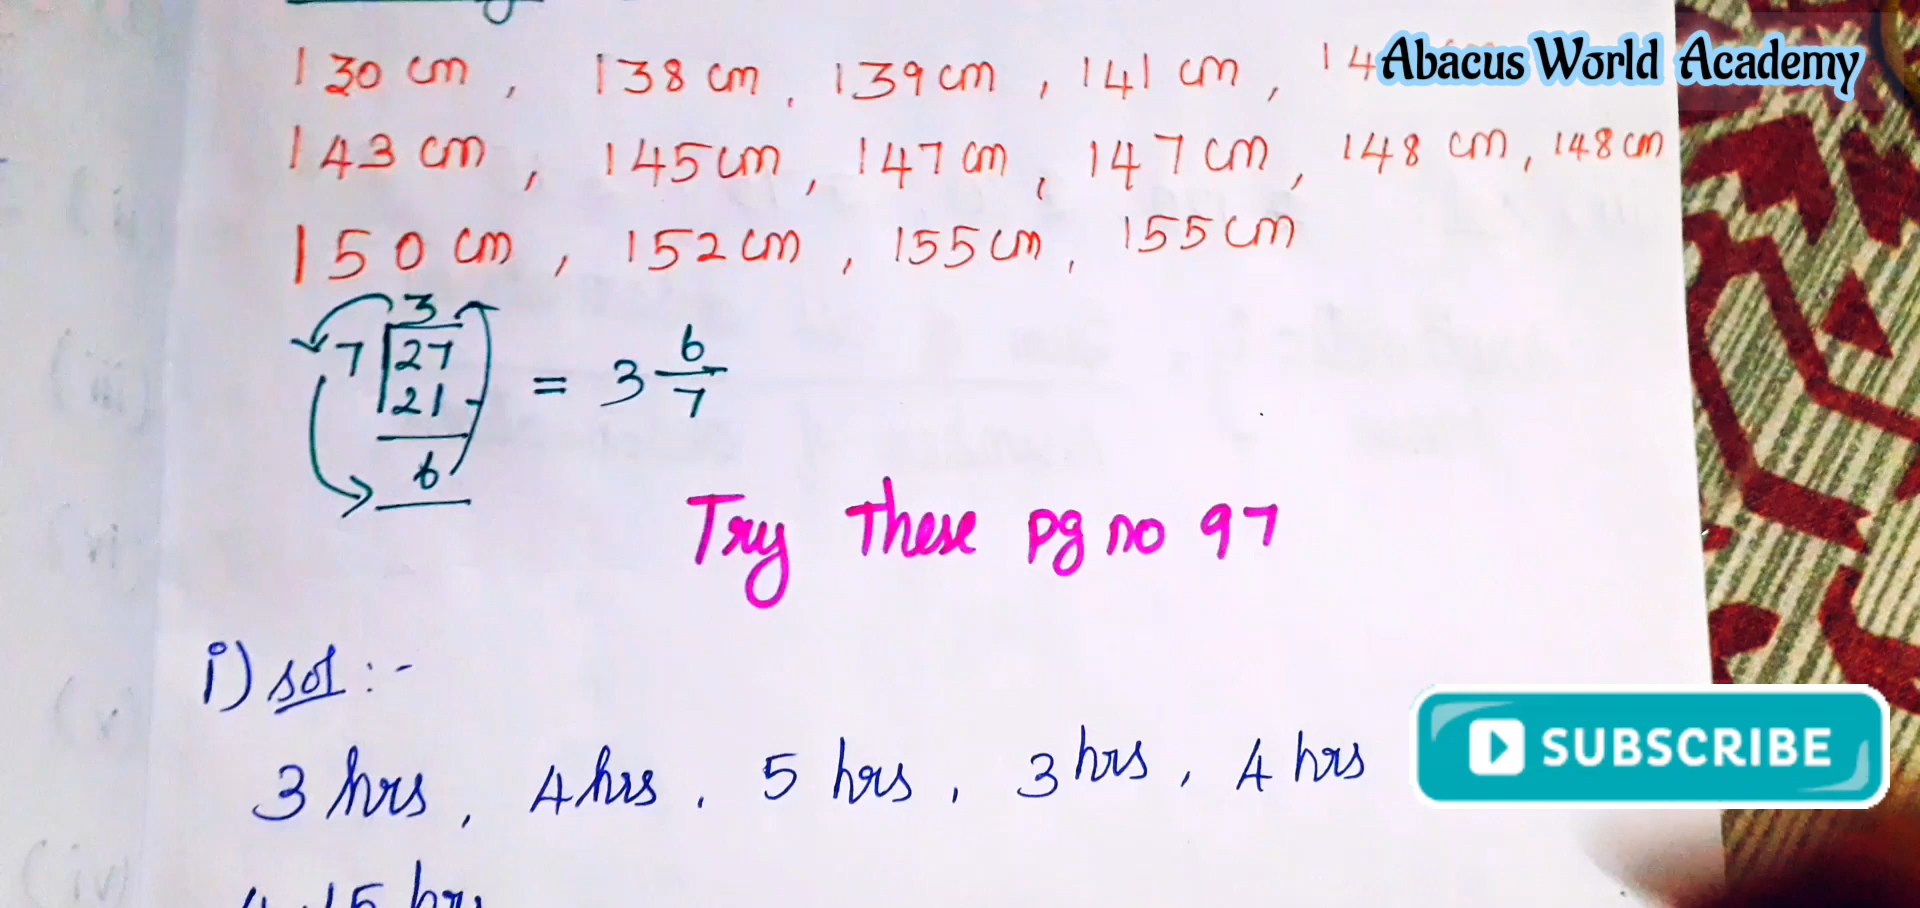 130 cm, 138 cm, 139 cm, 141 cm, 14
Abacus World Academy
143 cm, 145 cm, 147 cm, 147 cm, 148 cm, 148 cm
150 cm, 152 cm, 155 cm, 155 cm
3
7 27 = 3 6/7
21
6
Try These pg no 97
i) sol :-
3 hrs, 4 hrs, 5 hrs, 3 hrs, 4 hrs
SUBSCRIBE